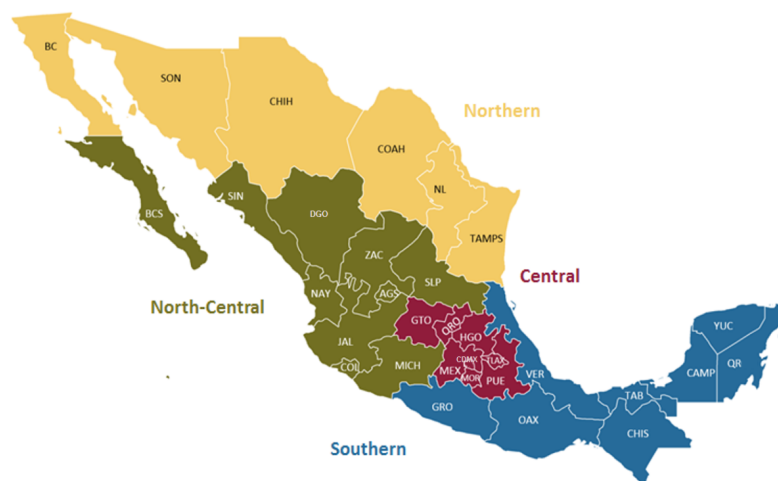 BC
SON
CHIH
Northern
COAH
NL
SIN
BCS
DGO
TAMPS
ZAC
SLP
Central
NAY
AGS
North-Central
GTO
QRO
HGO
YUC
JAL
CDMX
TLAX
QR
COL
MICH
MEX
MOR
PUE
VER
CAMP
TAB
GRO
OAX
CHIS
Southern